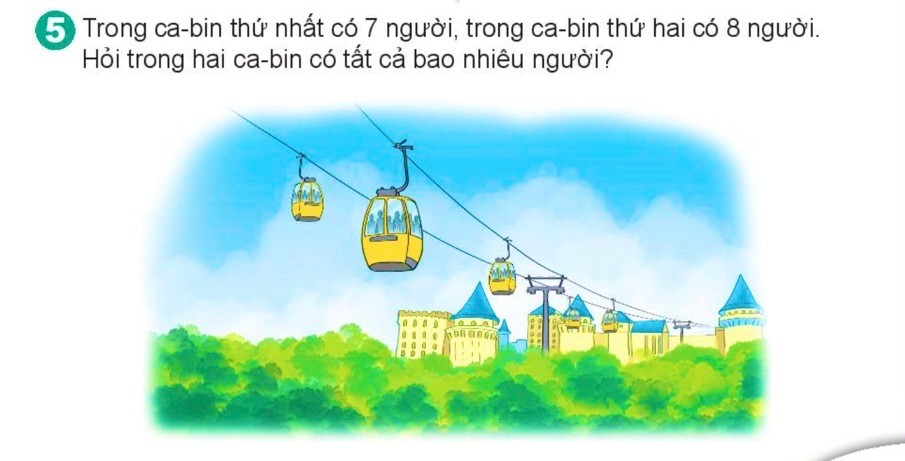 5 Trong ca-bin thứ nhất có 7 người, trong ca-bin thứ hai có 8 người.
Hỏi trong hai ca-bin có tất cả bao nhiêu người?